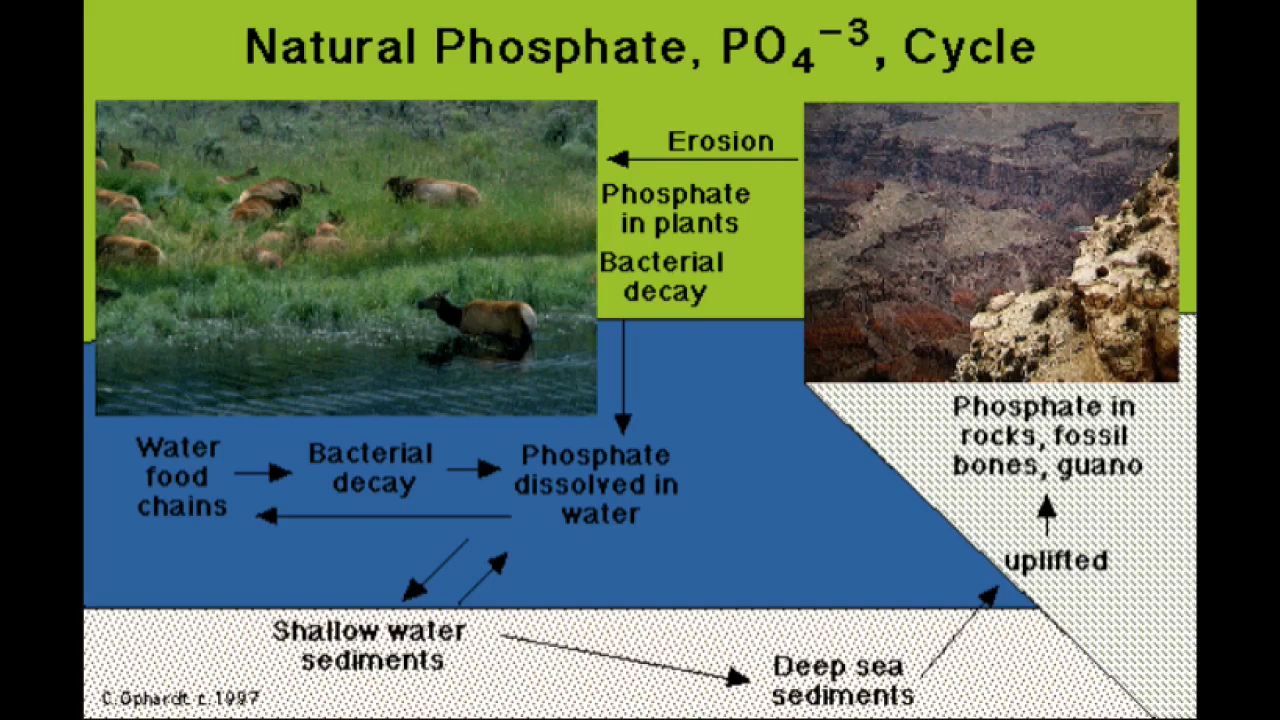 Natural Phosphate, PO₄⁻³, Cycle
Erosion
Phosphate
in plants
Bacterial
decay
Water
food
chains
Bacterial
decay
Phosphate
dissolved in
water
Phosphate in
rocks, fossil
bones, guano
uplifted
Shallow water
sediments
Deep sea
sediments
C.Ophardt c.1997